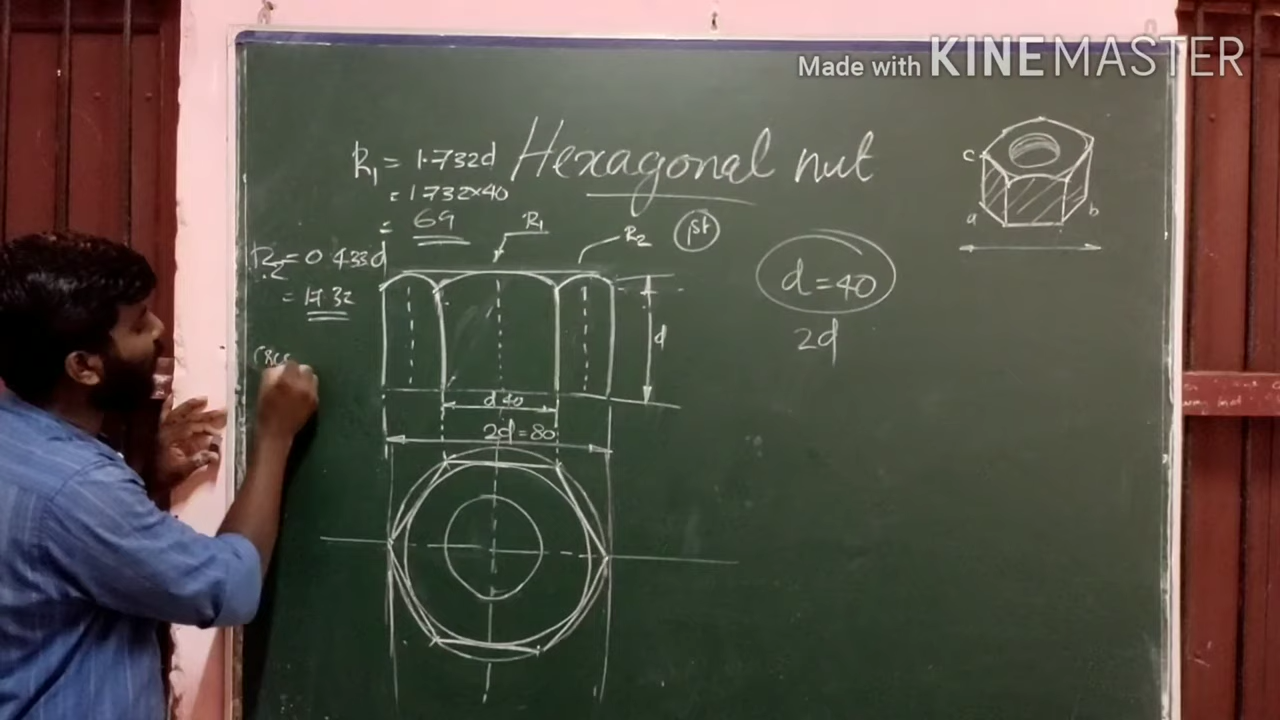 Made with KINEMASTER
Hexagonal nut
R1 = 1.732d
= 1.732×40
= 69
R2 = 0.433d
= 17.32
R1
R2
1st
d = 40
2d
d
d 40
2d = 80
c
a
b